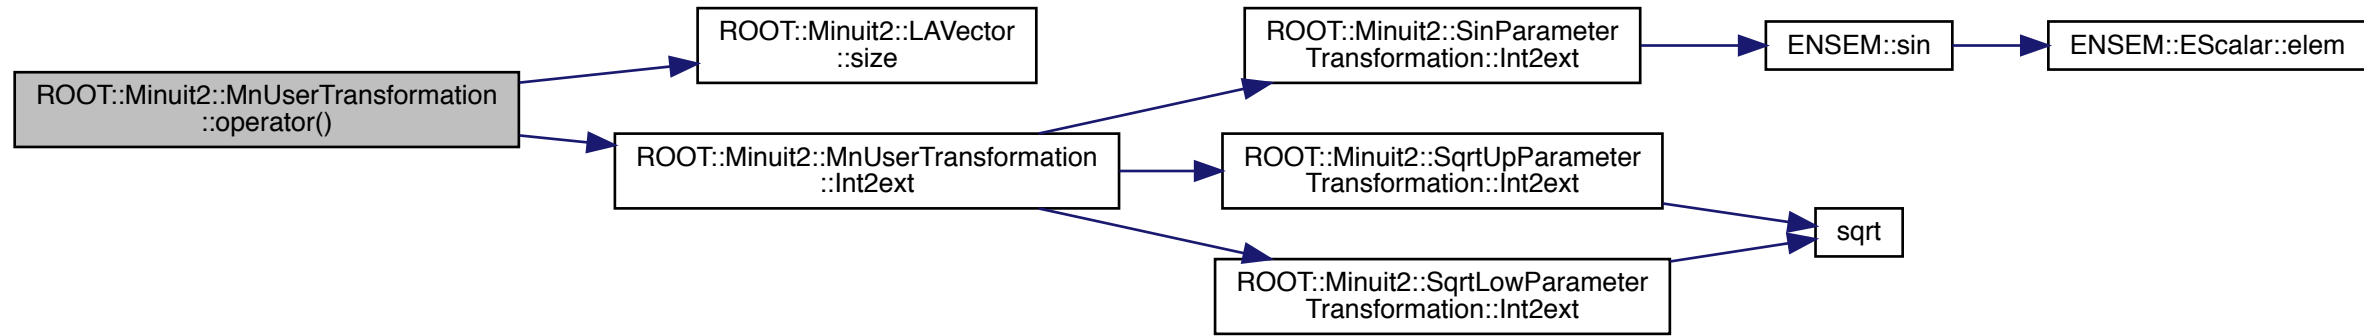 ROOT::Minuit2::MnUserTransformation
::operator()
ROOT::Minuit2::LAVector
::size
ROOT::Minuit2::MnUserTransformation
::Int2ext
ROOT::Minuit2::SinParameter
Transformation::Int2ext
ROOT::Minuit2::SqrtUpParameter
Transformation::Int2ext
ROOT::Minuit2::SqrtLowParameter
Transformation::Int2ext
ENSEM::sin
sqrt
ENSEM::EScalar::elem